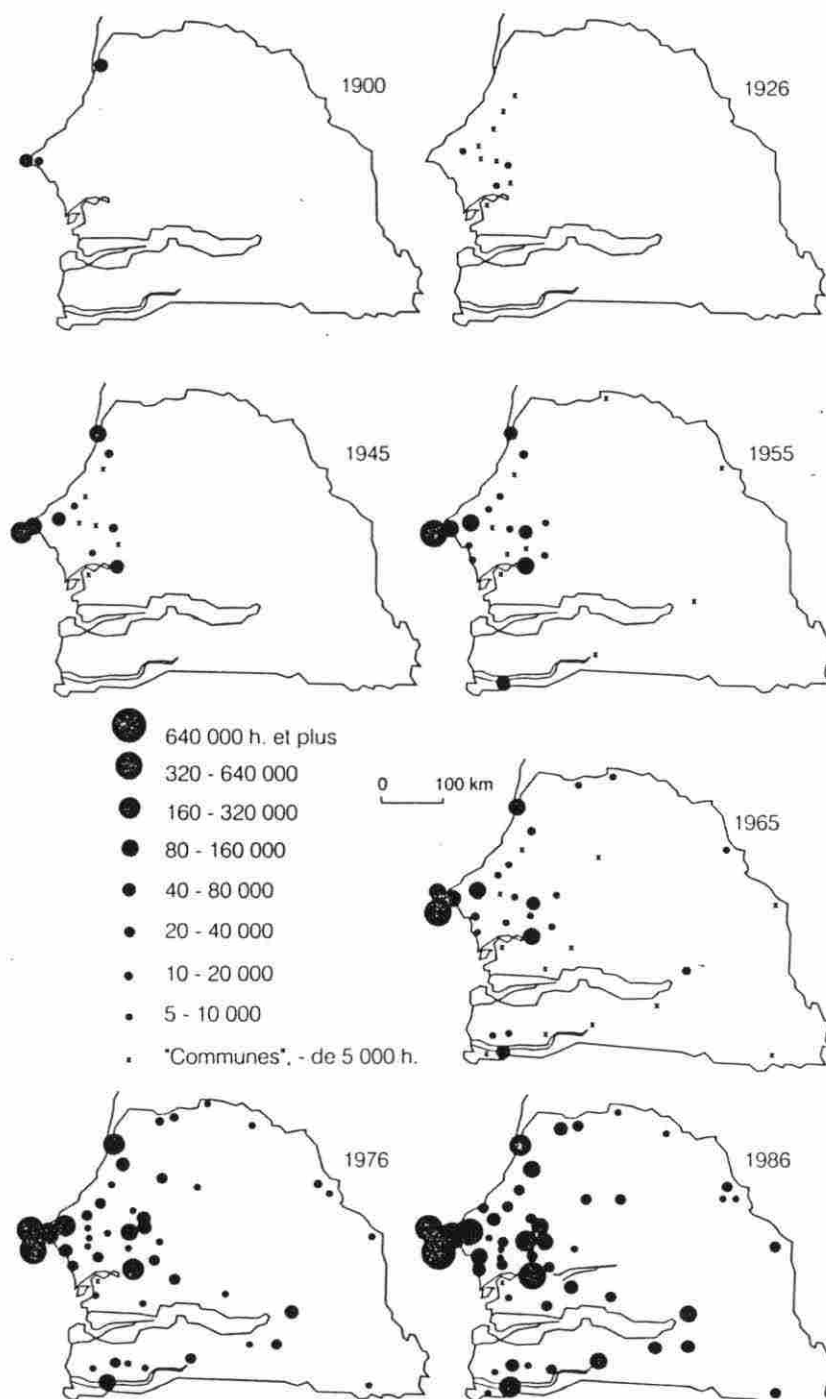 1900
1926
1945
1955
640 000 h. et plus
320 - 640 000
160 - 320 000
80 - 160 000
40 - 80 000
20 - 40 000
10 - 20 000
5 - 10 000
x "Communes", - de 5 000 h.
0 100 km
1965
1976
1986